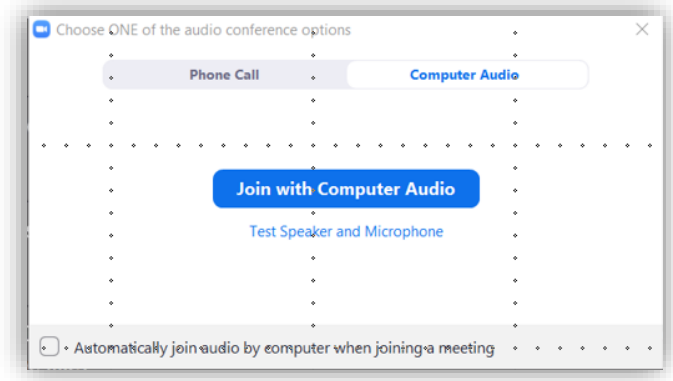 Choose ONE of the audio conference options
Phone Call Computer Audio
Join with Computer Audio
Test Speaker and Microphone
Automatically join audio by computer when joining a meeting